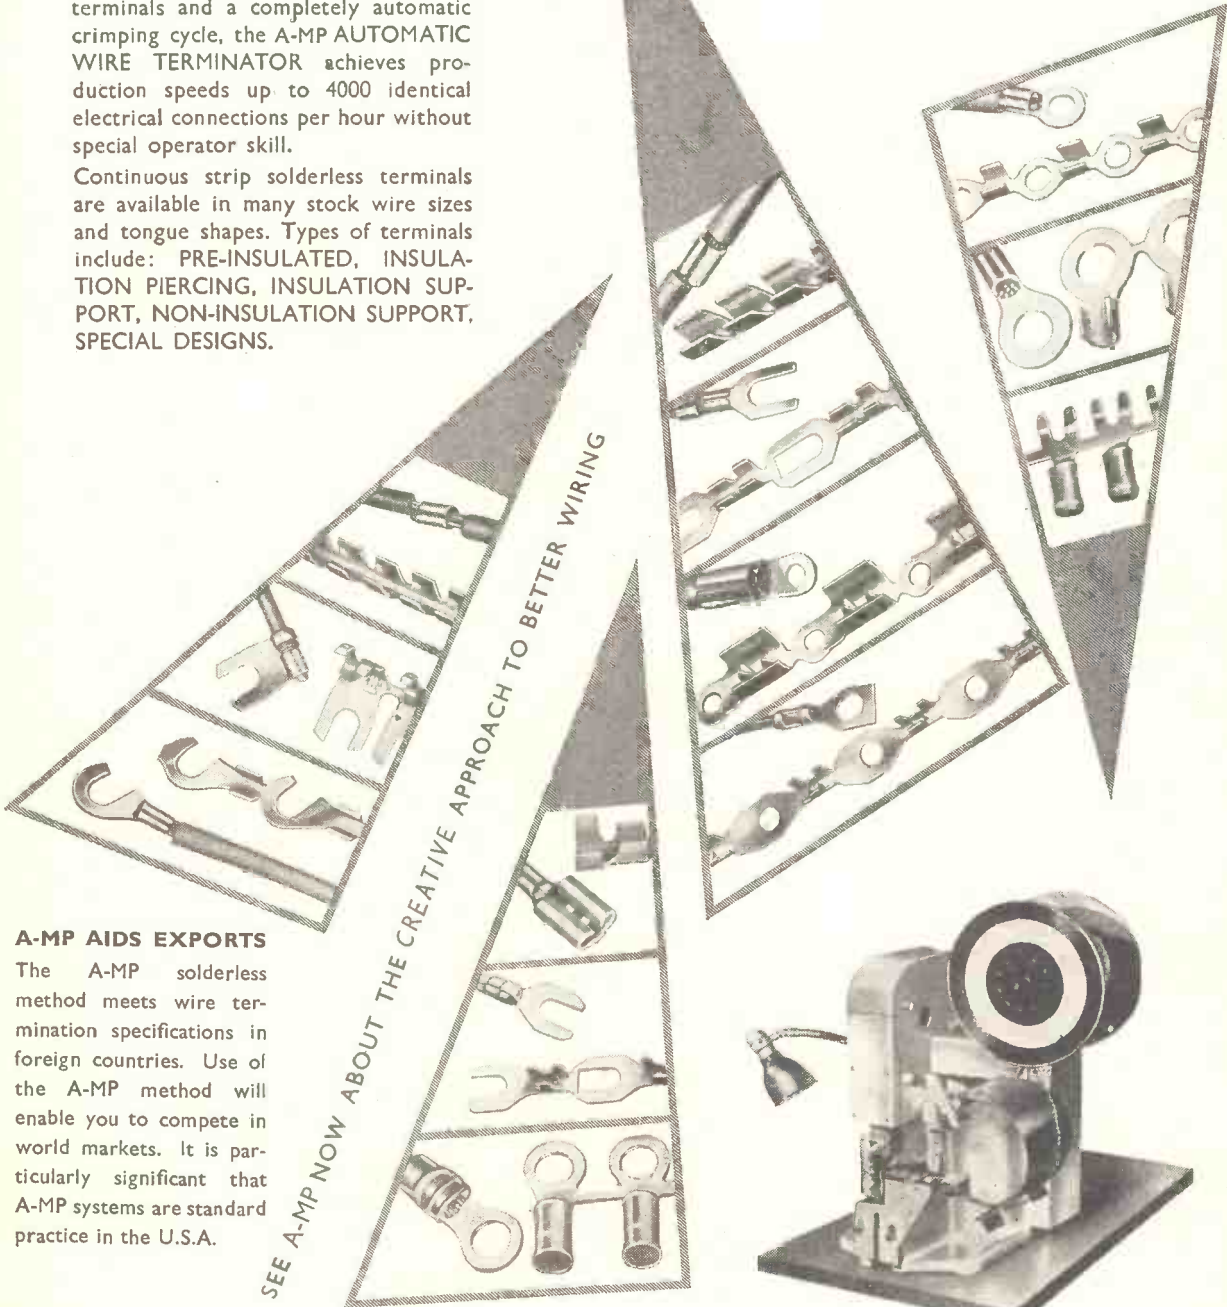 terminals and a completely automatic
crimping cycle, the A-MP AUTOMATIC
WIRE TERMINATOR achieves pro-
duction speeds up to 4000 identical
electrical connections per hour without
special operator skill.
Continuous strip solderless terminals
are available in many stock wire sizes
and tongue shapes. Types of terminals
include: PRE-INSULATED, INSULA-
TION PIERCING, INSULATION SUP-
PORT, NON-INSULATION SUPPORT,
SPECIAL DESIGNS.
SEE A-MP NOW ABOUT THE CREATIVE APPROACH TO BETTER WIRING
A-MP AIDS EXPORTS
The A-MP solderless
method meets wire ter-
mination specifications in
foreign countries. Use of
the A-MP method will
enable you to compete in
world markets. It is par-
ticularly significant that
A-MP systems are standard
practice in the U.S.A.